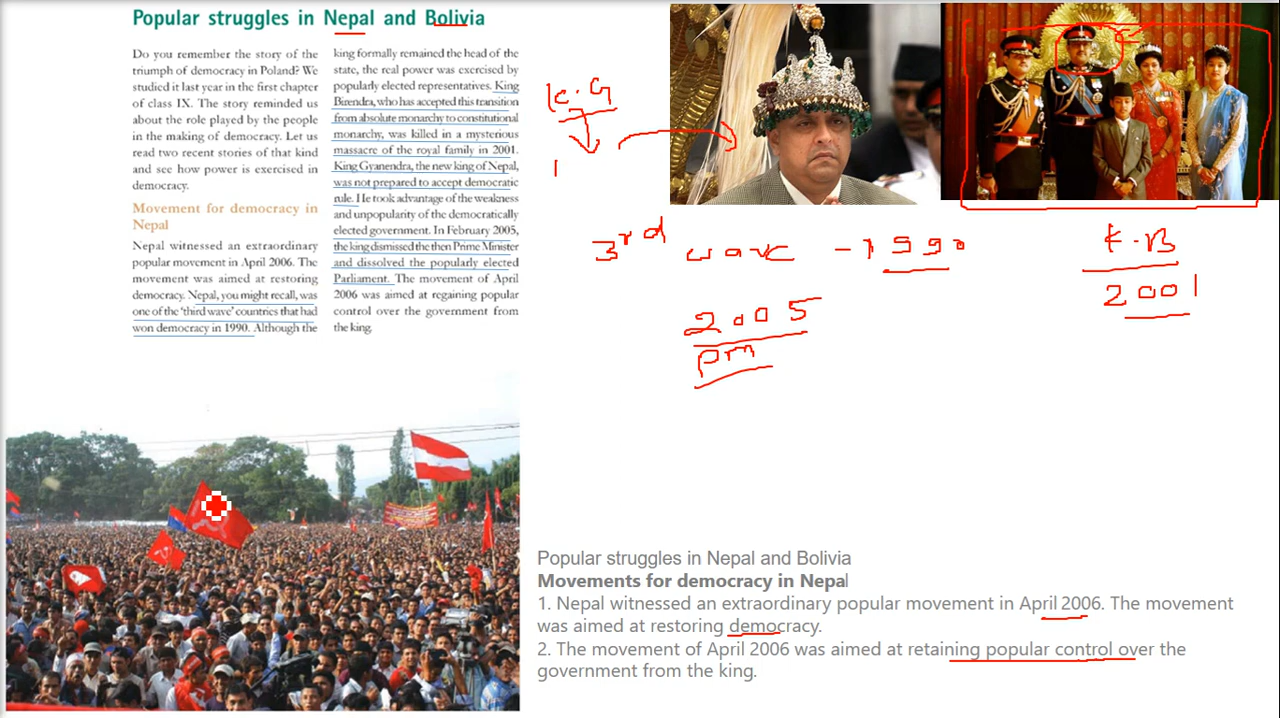 Popular struggles in Nepal and Bolivia
Do you remember the story of the
triumph of democracy in Poland? We
studied it last year in the first chapter
of class IX. The story reminded us
about the role played by the people
in the making of democracy. Let us
read two recent stories of that kind
and see how power is exercised in
democracy.
Movement for democracy in
Nepal
Nepal witnessed an extraordinary
popular movement in April 2006. The
movement was aimed at restoring
democracy. Nepal, you might recall, was
one of the 'third wave' countries that had
won democracy in 1990. Although the
king formally remained the head of the
state, the real power was exercised by
popularly elected representatives. King
Birendra, who has accepted this transition
from absolute monarchy to constitutional
monarchy, was killed in a mysterious
massacre of the royal family in 2001.
King Gyanendra, the new king of Nepal,
was not prepared to accept democratic
rule. He took advantage of the weakness
and unpopularity of the democratically
elected government. In February 2005,
the king dismissed the then Prime Minister
and dissolved the popularly elected
Parliament. The movement of April
2006 was aimed at regaining popular
control over the government from
the king.
K.G
1
3rd wave - 1990
K.B
2001
2005
pm
Popular struggles in Nepal and Bolivia
Movements for democracy in Nepal
1. Nepal witnessed an extraordinary popular movement in April 2006. The movement
was aimed at restoring democracy.
2. The movement of April 2006 was aimed at retaining popular control over the
government from the king.